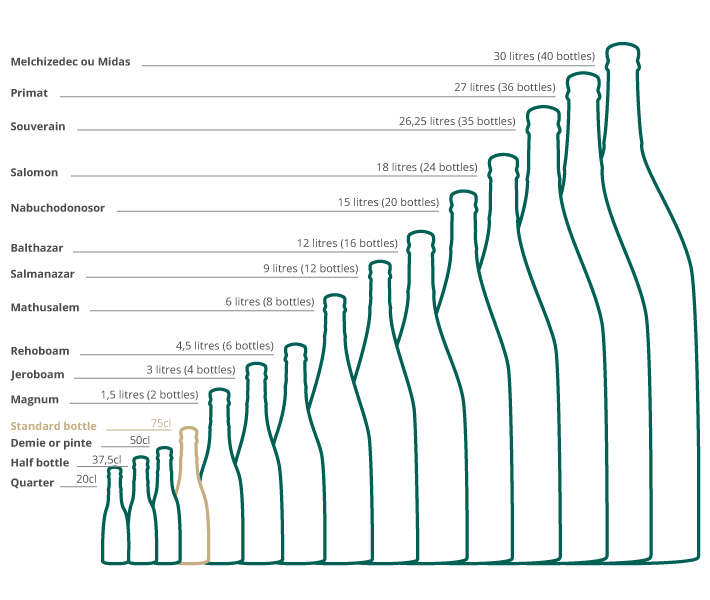 Melchizedec ou Midas 30 litres (40 bottles)
Primat 27 litres (36 bottles)
Souverain 26,25 litres (35 bottles)
Salomon 18 litres (24 bottles)
Nabuchodonosor 15 litres (20 bottles)
Balthazar 12 litres (16 bottles)
Salmanazar 9 litres (12 bottles)
Mathusalem 6 litres (8 bottles)
Rehoboam 4,5 litres (6 bottles)
Jeroboam 3 litres (4 bottles)
Magnum 1,5 litres (2 bottles)
Standard bottle 75cl
Demie or pinte 50cl
Half bottle 37,5cl
Quarter 20cl